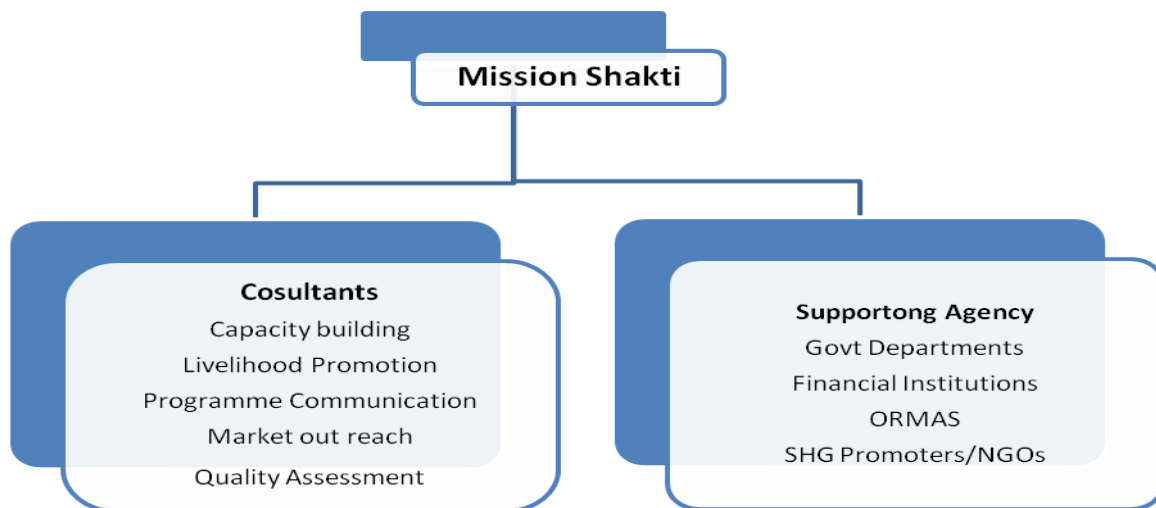 Mission Shakti
Cosultants
Capacity building
Livelihood Promotion
Programme Communication
Market out reach
Quality Assessment
Supportong Agency
Govt Departments
Financial Institutions
ORMAS
SHG Promoters/NGOs